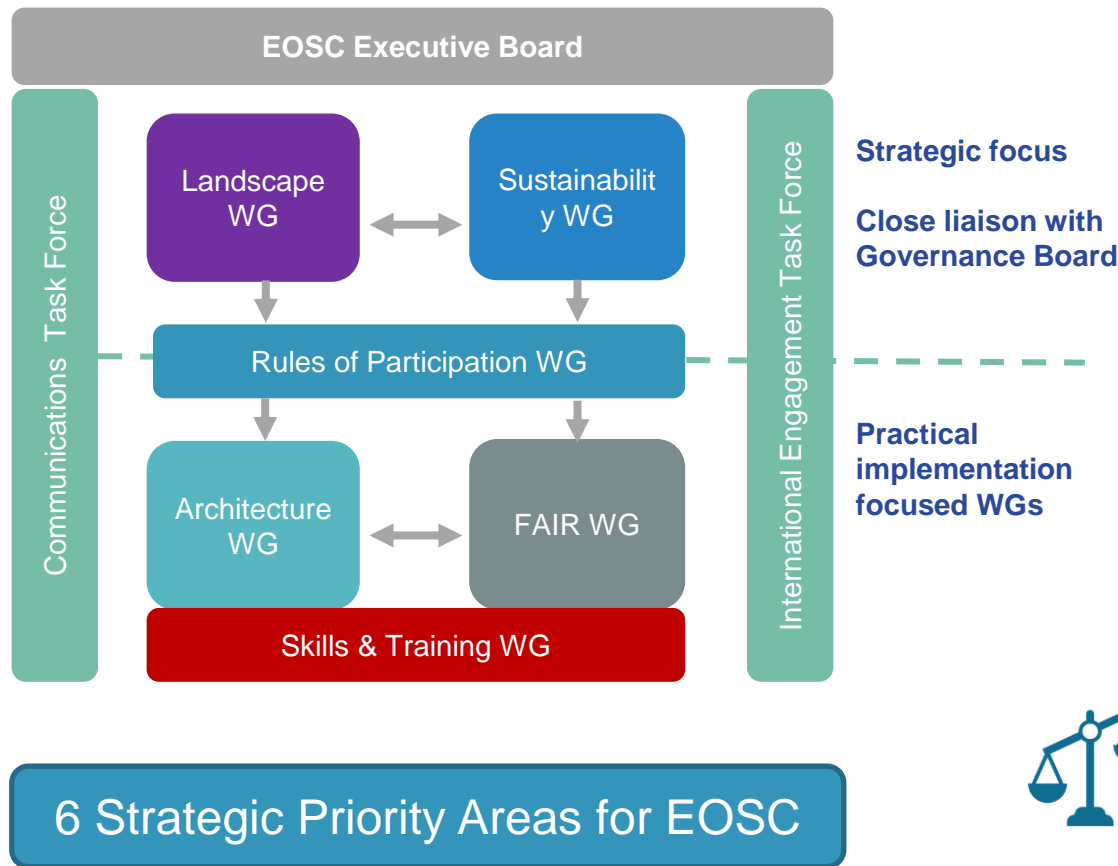 EOSC Executive Board
Communications Task Force
Landscape
WG
Sustainabilit
y WG
International Engagement Task Force
Strategic focus
Close liaison with
Governance Board
Rules of Participation WG
Architecture
WG
FAIR WG
Practical
implementation
focused WGs
Skills & Training WG
6 Strategic Priority Areas for EOSC